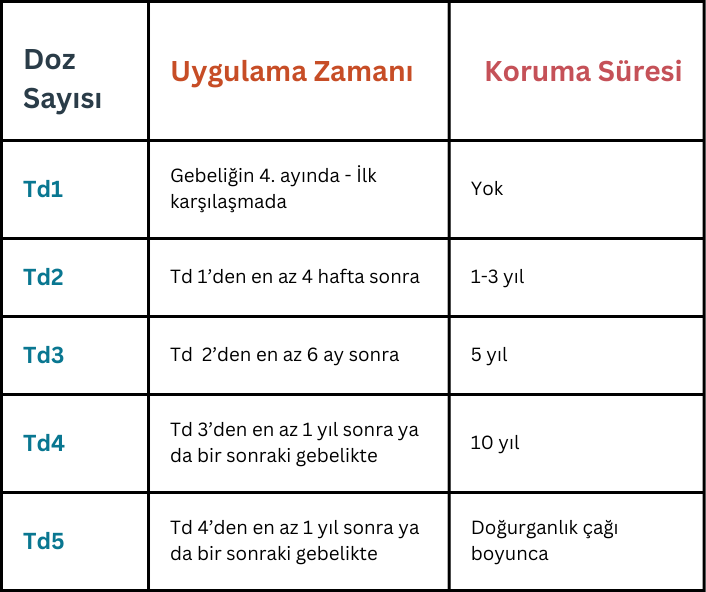 Doz
Sayısı
Uygulama Zamanı
Koruma Süresi
Td1
Gebeliğin 4. ayında - İlk
karşılaşmada
Yok
Td2
Td 1’den en az 4 hafta sonra
1-3 yıl
Td3
Td  2’den en az 6 ay sonra
5 yıl
Td4
Td 3’den en az 1 yıl sonra ya
da bir sonraki gebelikte
10 yıl
Td5
Td 4’den en az 1 yıl sonra ya
da bir sonraki gebelikte
Doğurganlık çağı
boyunca